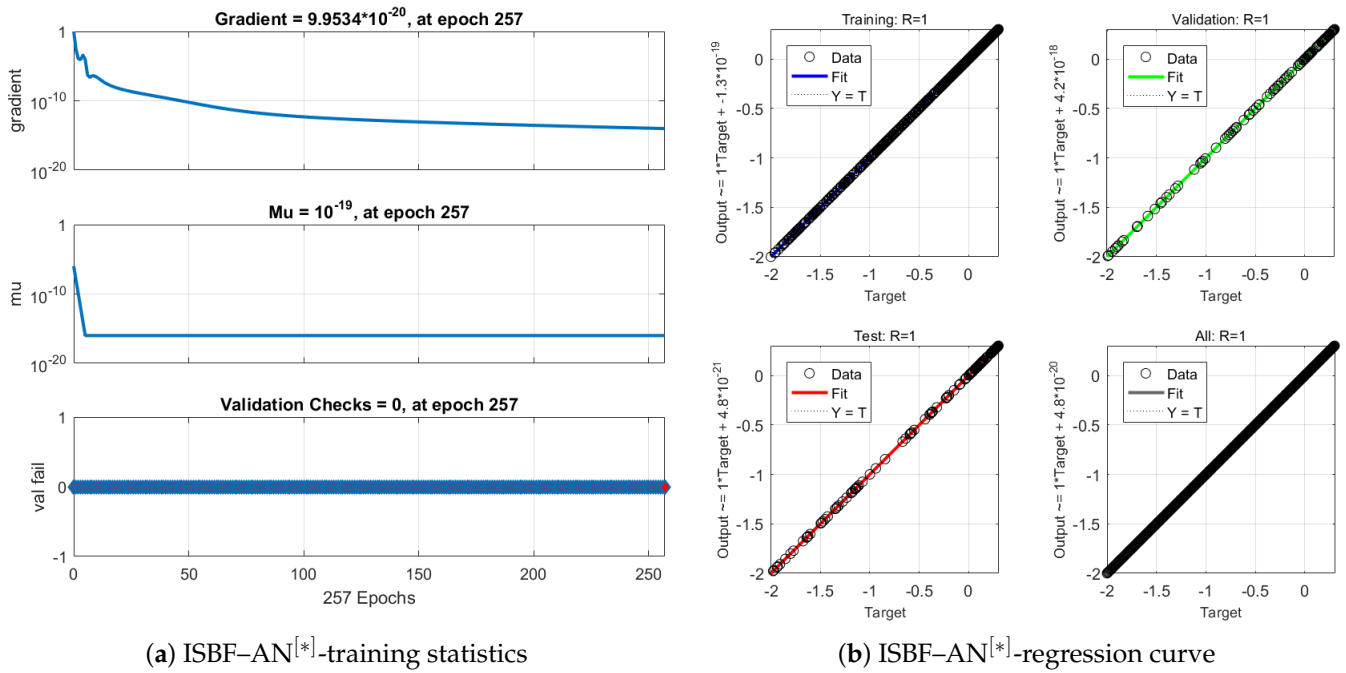 Gradient = 9.9534*10^-20, at epoch 257
1
10^-10
10^-20
gradient
Mu = 10^-19, at epoch 257
1
10^-10
10^-20
mu
Validation Checks = 0, at epoch 257
1
0
-1
val fail
0 50 100 150 200 250
257 Epochs
(a) ISBF–AN^[*]-training statistics
Training: R=1
Data
Fit
Y = T
0
-0.5
-1
-1.5
-2
-2 -1.5 -1 -0.5 0
Target
Output ~= 1*Target + -1.3*10^-19
Validation: R=1
Data
Fit
Y = T
0
-0.5
-1
-1.5
-2
-2 -1.5 -1 -0.5 0
Target
Output ~= 1*Target + 4.2*10^-18
Test: R=1
Data
Fit
Y = T
0
-0.5
-1
-1.5
-2
-2 -1.5 -1 -0.5 0
Target
Output ~= 1*Target + 4.8*10^-21
All: R=1
Data
Fit
Y = T
0
-0.5
-1
-1.5
-2
-2 -1.5 -1 -0.5 0
Target
Output ~= 1*Target + 4.8*10^-20
(b) ISBF–AN^[*]-regression curve